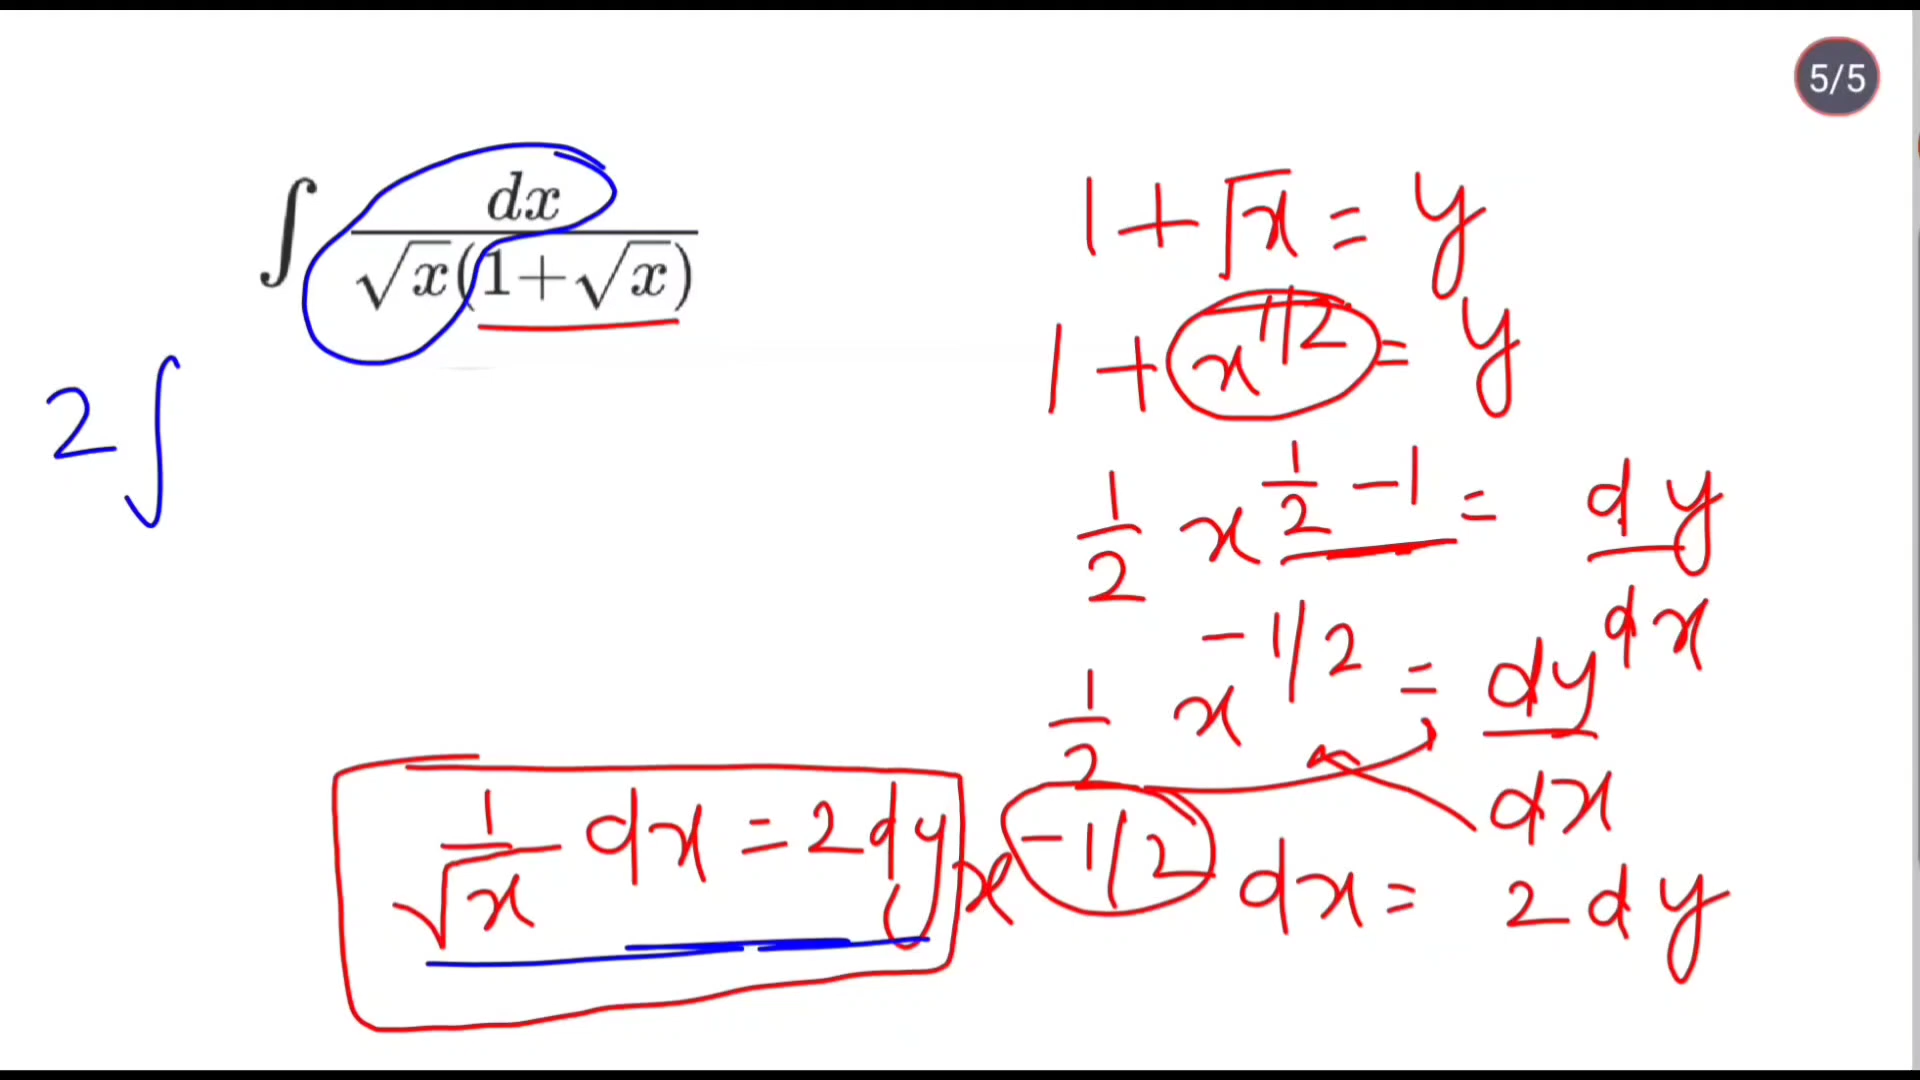 5/5
∫ dx / √x(1+√x)
1 + √x = y
1 + x^1/2 = y
2∫
1/2 x^(1/2 - 1) = dy/dx
1/2 x^-1/2 = dy/dx
1/√x dx = 2dy
x^-1/2 dx = 2dy